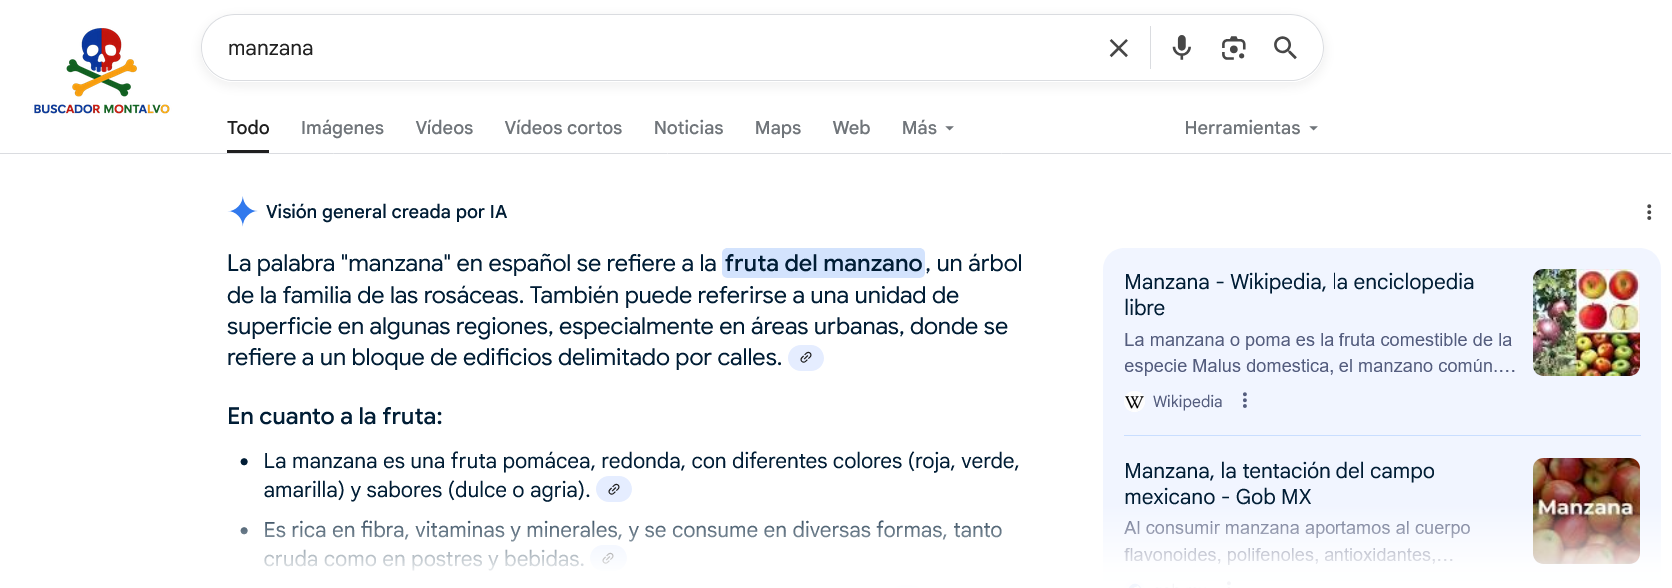 BUSCADOR MONTALVO
manzana
Todo Imágenes Vídeos Vídeos cortos Noticias Maps Web Más Herramientas
Visión general creada por IA
La palabra "manzana" en español se refiere a la fruta del manzano, un árbol
de la familia de las rosáceas. También puede referirse a una unidad de
superficie en algunas regiones, especialmente en áreas urbanas, donde se
refiere a un bloque de edificios delimitado por calles.
En cuanto a la fruta:
• La manzana es una fruta pomácea, redonda, con diferentes colores (roja, verde,
amarilla) y sabores (dulce o agria).
• Es rica en fibra, vitaminas y minerales, y se consume en diversas formas, tanto
cruda como en postres y bebidas.
Manzana - Wikipedia, la enciclopedia
libre
La manzana o poma es la fruta comestible de la
especie Malus domestica, el manzano común....
W Wikipedia
Manzana, la tentación del campo
mexicano - Gob MX
Al consumir manzana aportamos al cuerpo
flavonoides, polifenoles, antioxidantes,...
Manzana